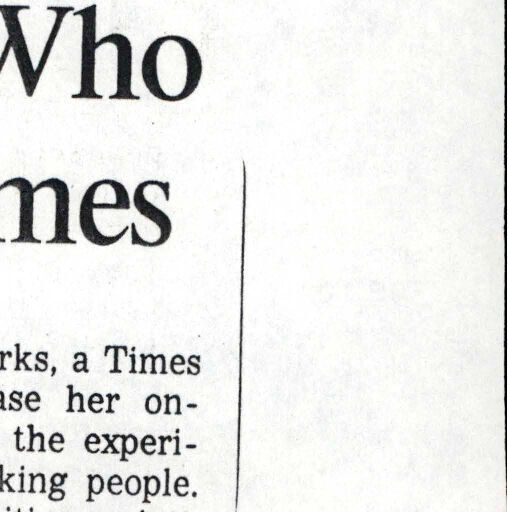 Who
mes
rks, a Times
ase her on-
the experi-
king people.